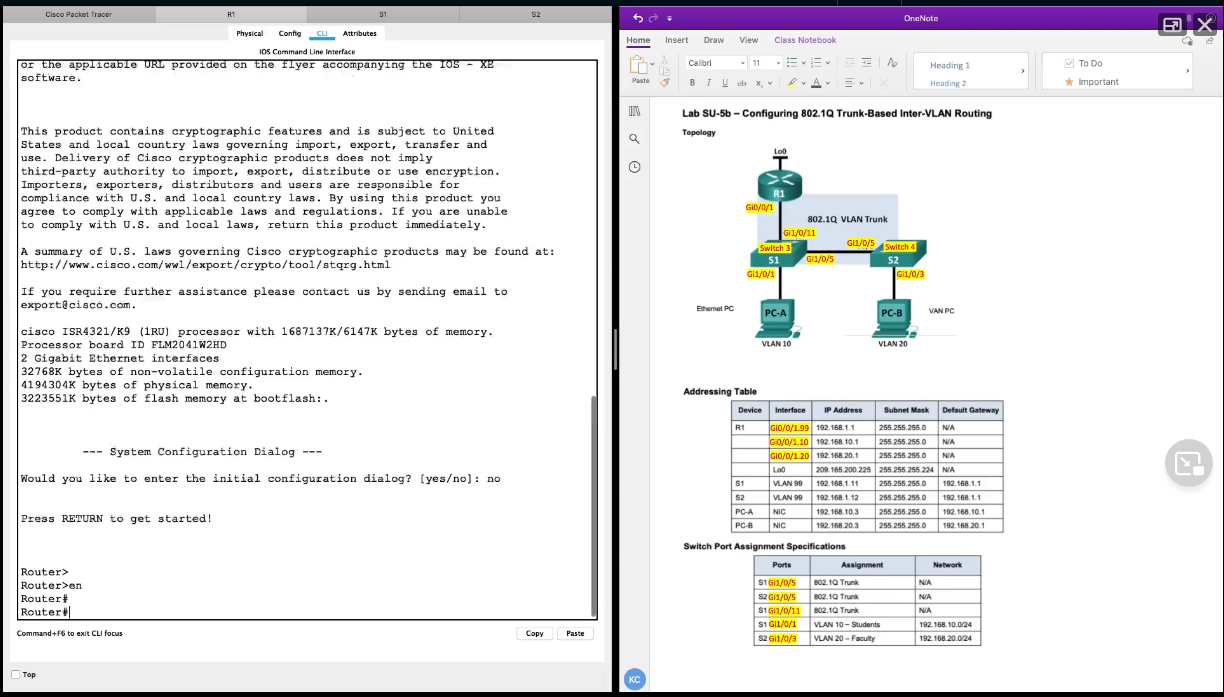 Cisco Packet Tracer R1 S1 S2
Physical Config CLI Attributes
IOS Command Line Interface
or the applicable URL provided on the flyer accompanying the IOS - XE
software.
This product contains cryptographic features and is subject to United
States and local country laws governing import, export, transfer and
use. Delivery of Cisco cryptographic products does not imply
third-party authority to import, export, distribute or use encryption.
Importers, exporters, distributors and users are responsible for
compliance with U.S. and local country laws. By using this product you
agree to comply with applicable laws and regulations. If you are unable
to comply with U.S. and local laws, return this product immediately.
A summary of U.S. laws governing Cisco cryptographic products may be found at:
http://www.cisco.com/wwl/export/crypto/tool/stqrg.html
If you require further assistance please contact us by sending email to
export@cisco.com.
cisco ISR4321/K9 (1RU) processor with 1687137K/6147K bytes of memory.
Processor board ID FLM2041W2HD
2 Gigabit Ethernet interfaces
32768K bytes of non-volatile configuration memory.
4194304K bytes of physical memory.
3223551K bytes of flash memory at bootflash:.
--- System Configuration Dialog ---
Would you like to enter the initial configuration dialog? [yes/no]: no
Press RETURN to get started!
Router>
Router>en
Router#
Router#
Command+F6 to exit CLI focus
Copy Paste
Top
OneNote
Home Insert Draw View Class Notebook
Paste
Calibri 11
B I U ab x A
Heading 1
Heading 2
To Do
Important
Lab SU-5b – Configuring 802.1Q Trunk-Based Inter-VLAN Routing
Topology
Lo0
R1
Gi0/0/1
802.1Q VLAN Trunk
Gi1/0/11
Switch 3 Gi1/0/5 Switch 4
S1 Gi1/0/5 S2
Gi1/0/1 Gi1/0/3
Ethernet PC PC-A PC-B VAN PC
VLAN 10 VLAN 20
Addressing Table
Device Interface IP Address Subnet Mask Default Gateway
R1 Gi0/0/1.99 192.168.1.1 255.255.255.0 N/A
Gi0/0/1.10 192.168.10.1 255.255.255.0 N/A
Gi0/0/1.20 192.168.20.1 255.255.255.0 N/A
Lo0 209.165.200.225 255.255.255.224 N/A
S1 VLAN 99 192.168.1.11 255.255.255.0 192.168.1.1
S2 VLAN 99 192.168.1.12 255.255.255.0 192.168.1.1
PC-A NIC 192.168.10.3 255.255.255.0 192.168.10.1
PC-B NIC 192.168.20.3 255.255.255.0 192.168.20.1
Switch Port Assignment Specifications
Ports Assignment Network
S1 Gi1/0/5 802.1Q Trunk N/A
S2 Gi1/0/5 802.1Q Trunk N/A
S1 Gi1/0/11 802.1Q Trunk N/A
S1 Gi1/0/1 VLAN 10 – Students 192.168.10.0/24
S2 Gi1/0/3 VLAN 20 – Faculty 192.168.20.0/24
KC